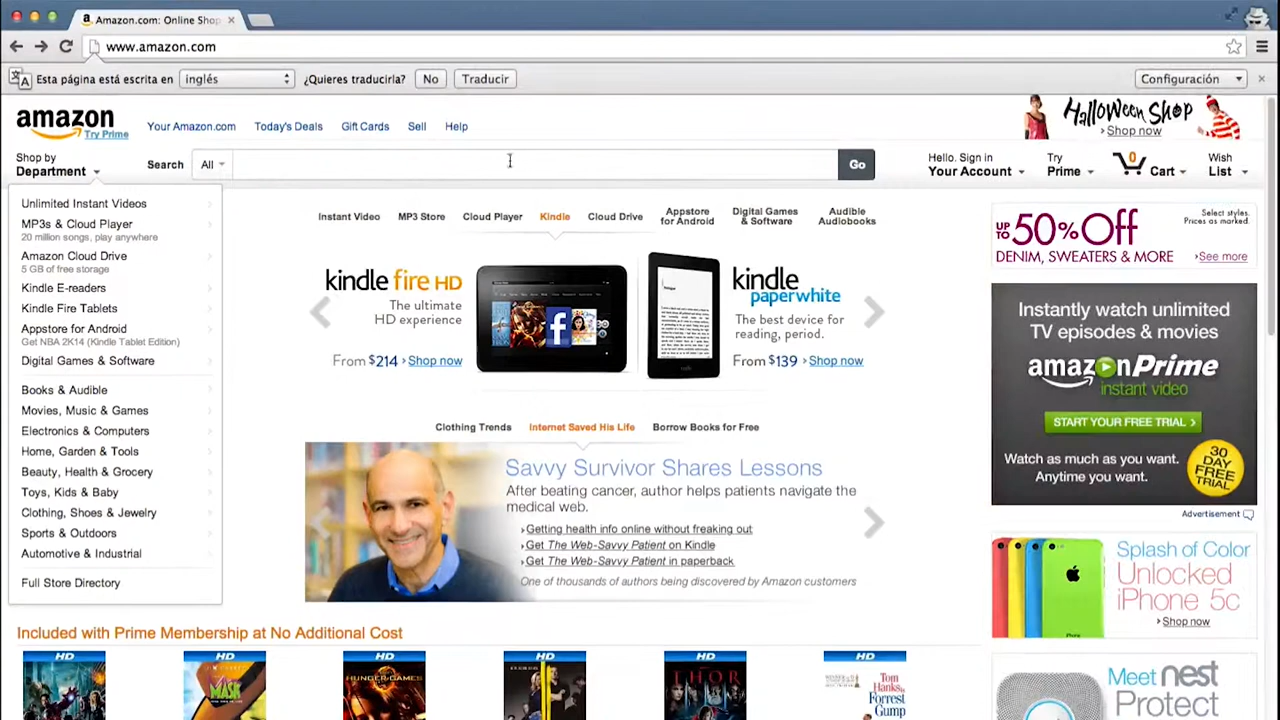 Amazon.com: Online Shop
www.amazon.com
Esta página está escrita en inglés ¿Quieres traducirla? No Traducir Configuración
amazon
Try Prime
Your Amazon.com Today's Deals Gift Cards Sell Help
Halloween Shop
Shop now
Shop by
Department
Search All Go
Hello. Sign in
Your Account
Try
Prime
0
Cart
Wish
List
Unlimited Instant Videos
MP3s & Cloud Player
20 million songs, play anywhere
Amazon Cloud Drive
5 GB of free storage
Kindle E-readers
Kindle Fire Tablets
Appstore for Android
Get NBA 2K14 (Kindle Tablet Edition)
Digital Games & Software
Books & Audible
Movies, Music & Games
Electronics & Computers
Home, Garden & Tools
Beauty, Health & Grocery
Toys, Kids & Baby
Clothing, Shoes & Jewelry
Sports & Outdoors
Automotive & Industrial
Full Store Directory
Instant Video MP3 Store Cloud Player Kindle Cloud Drive
Appstore
for Android
Digital Games
& Software
Audible
Audiobooks
kindle fire HD
The ultimate
HD experience
From $214 Shop now
kindle
paperwhite
The best device for
reading, period.
From $139 Shop now
Clothing Trends Internet Saved His Life Borrow Books for Free
Savvy Survivor Shares Lessons
After beating cancer, author helps patients navigate the
medical web.
Getting health info online without freaking out
Get The Web-Savvy Patient on Kindle
Get The Web-Savvy Patient in paperback
One of thousands of authors being discovered by Amazon customers
UP TO 50% Off
Select styles.
Prices as marked.
DENIM, SWEATERS & MORE
See more
Instantly watch unlimited
TV episodes & movies
amazonPrime
instant video
START YOUR FREE TRIAL
Watch as much as you want.
Anytime you want.
30
DAY
FREE
TRIAL
Advertisement
Splash of Color
Unlocked
iPhone 5c
Shop now
Meet nest
Protect
Included with Prime Membership at No Additional Cost
HD HD HD HD HD HD
MASK
HUNGER GAMES
THOR
Tom
Hanks is
Forrest
Gump